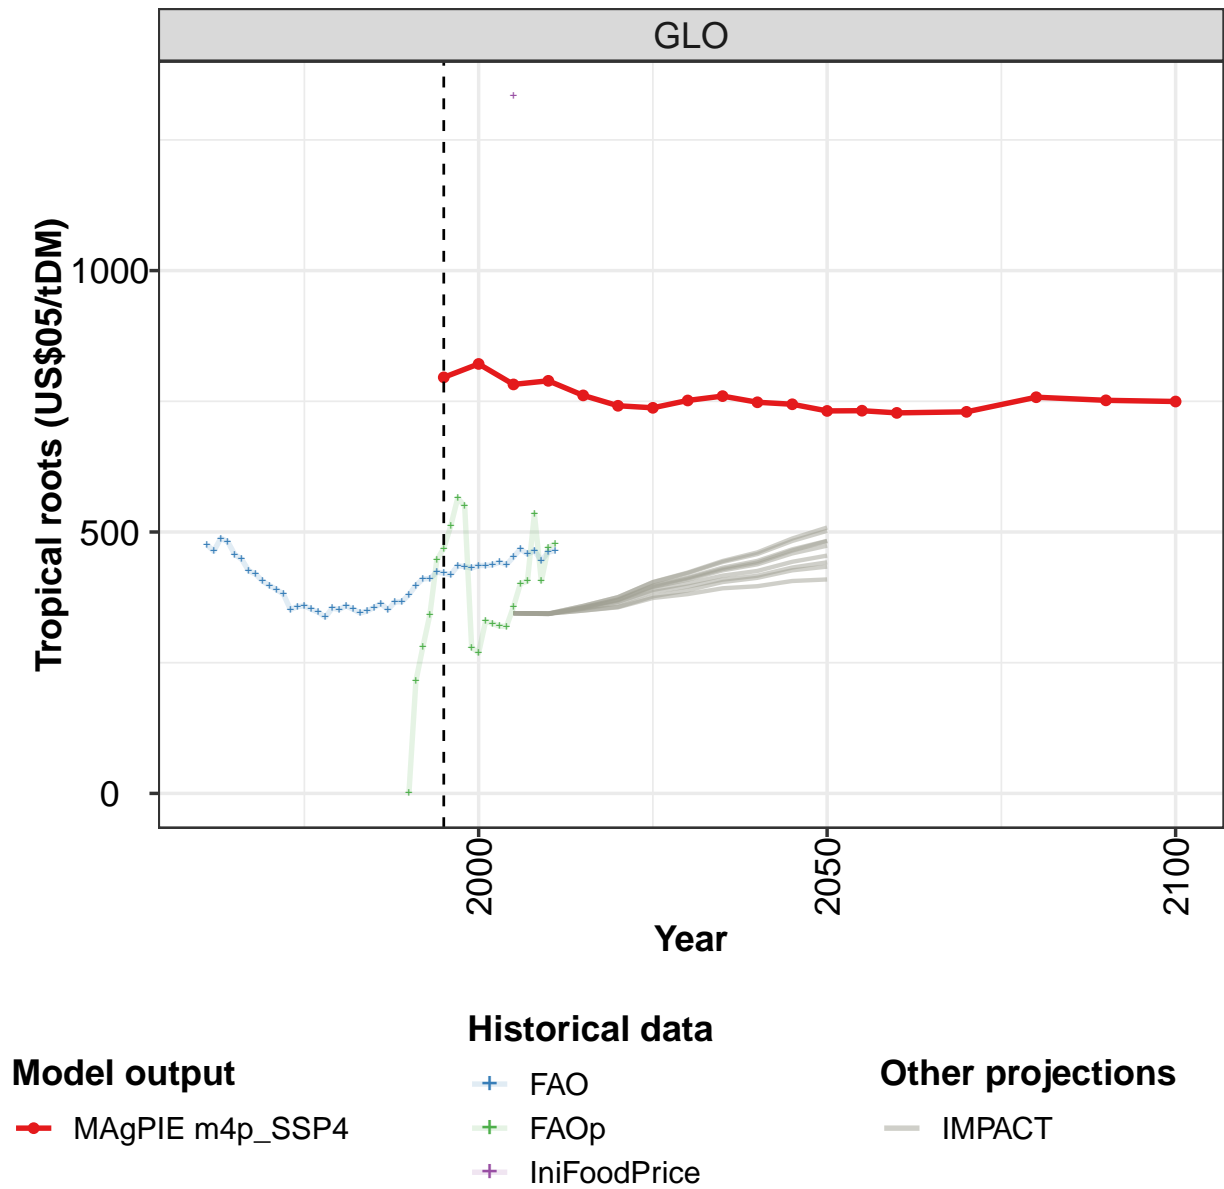 GLO
Tropical roots (US$05/tDM)
1000
500
0
2000
2050
2100
Year
Model output
MAgPIE m4p_SSP4
Historical data
FAO
FAOp
IniFoodPrice
Other projections
IMPACT